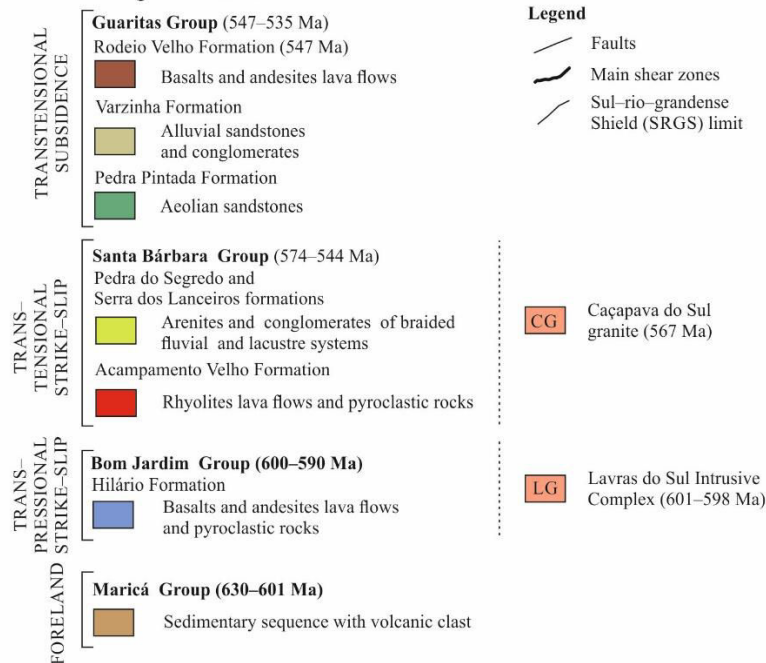 TRANSTENSIONAL
SUBSIDENCE
Guaritas Group (547–535 Ma)
Rodeio Velho Formation (547 Ma)
Basalts and andesites lava flows
Varzinha Formation
Alluvial sandstones
and conglomerates
Pedra Pintada Formation
Aeolian sandstones
TRANS–
TENSIONAL
STRIKE–SLIP
Santa Bárbara Group (574–544 Ma)
Pedra do Segredo and
Serra dos Lanceiros formations
Arenites and conglomerates of braided
fluvial and lacustre systems
Acampamento Velho Formation
Rhyolites lava flows and pyroclastic rocks
CG
Caçapava do Sul
granite (567 Ma)
TRANS–
PRESSIONAL
STRIKE–SLIP
Bom Jardim Group (600–590 Ma)
Hilário Formation
Basalts and andesites lava flows
and pyroclastic rocks
LG
Lavras do Sul Intrusive
Complex (601–598 Ma)
FORELAND
Maricá Group (630–601 Ma)
Sedimentary sequence with volcanic clast
Legend
Faults
Main shear zones
Sul–rio–grandense
Shield (SRGS) limit